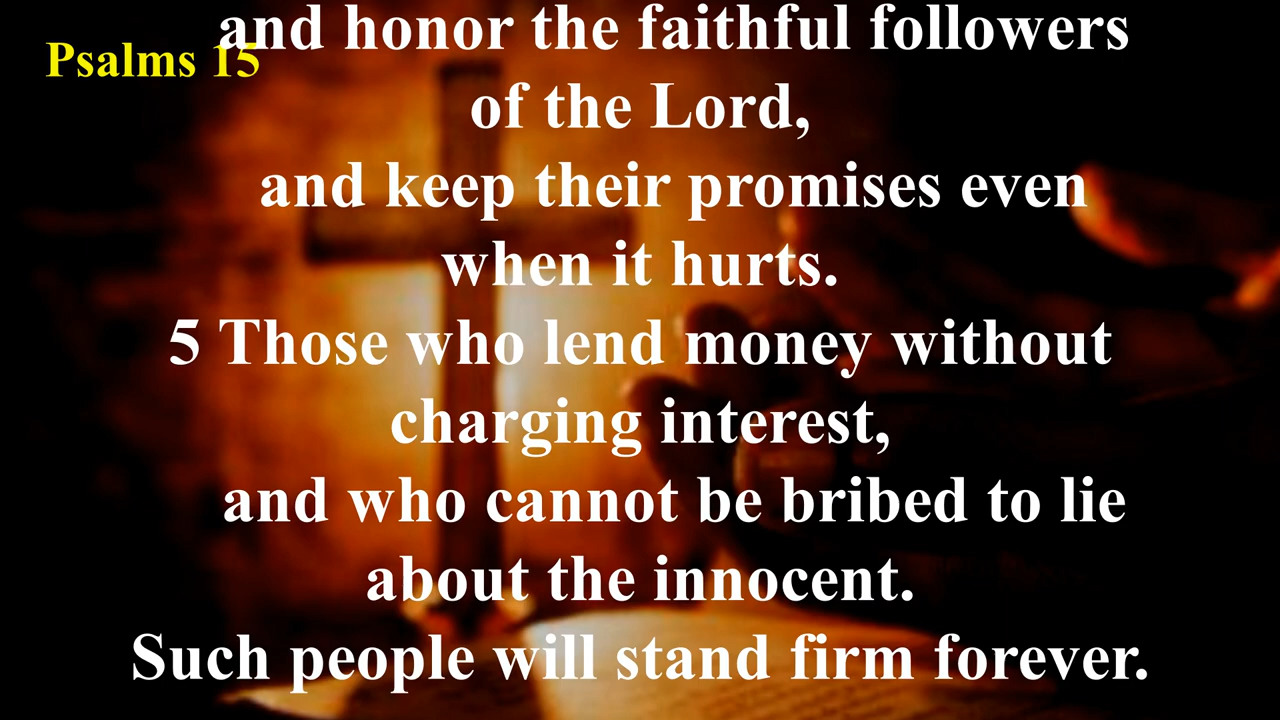 Psalms 15
and honor the faithful followers
of the Lord,
and keep their promises even
when it hurts.
5 Those who lend money without
charging interest,
and who cannot be bribed to lie
about the innocent.
Such people will stand firm forever.